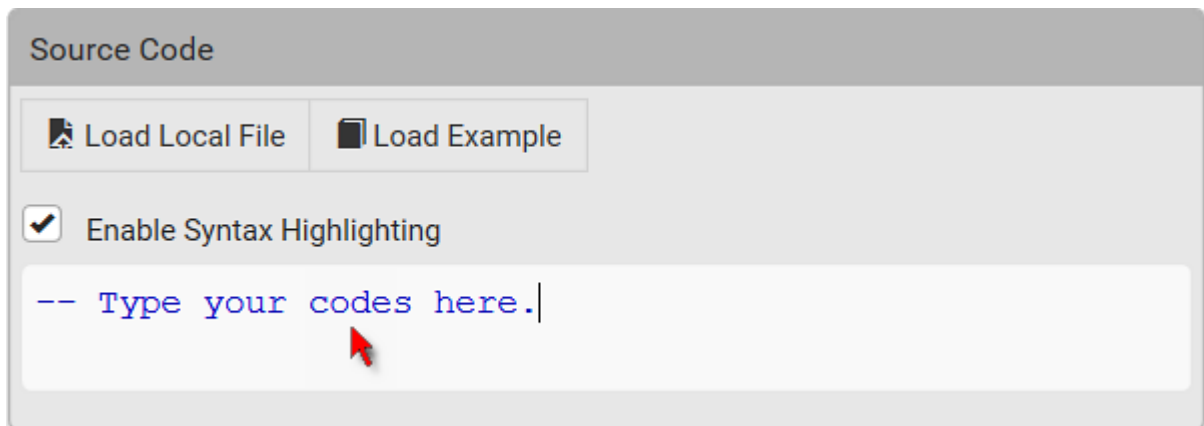 Source Code
Load Local File Load Example
Enable Syntax Highlighting
-- Type your codes here.